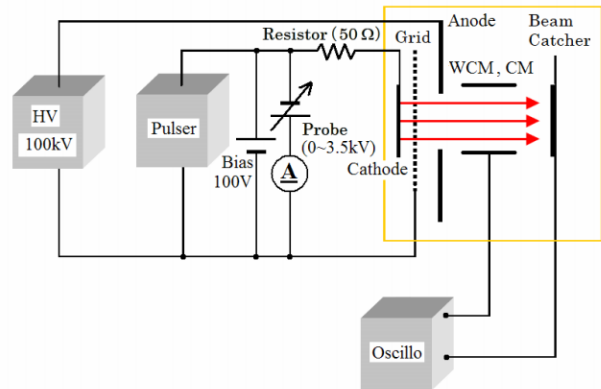 Resistor (50 Ω)
Grid
Anode
Beam
Catcher
WCM , CM
HV
100kV
Pulser
Bias
100V
Probe
(0~3.5kV)
A
Cathode
Oscillo